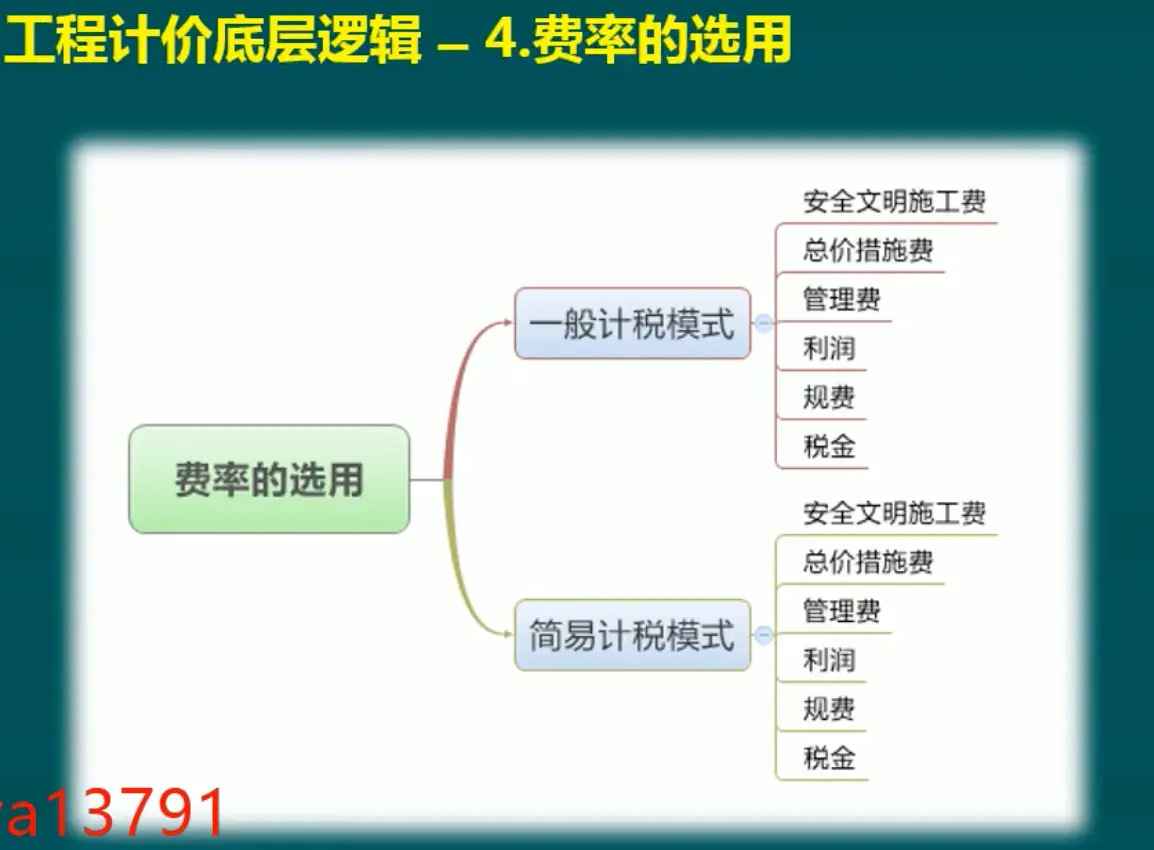 工程计价底层逻辑 – 4.费率的选用
费率的选用
一般计税模式
安全文明施工费
总价措施费
管理费
利润
规费
税金
简易计税模式
安全文明施工费
总价措施费
管理费
利润
规费
税金
a13791